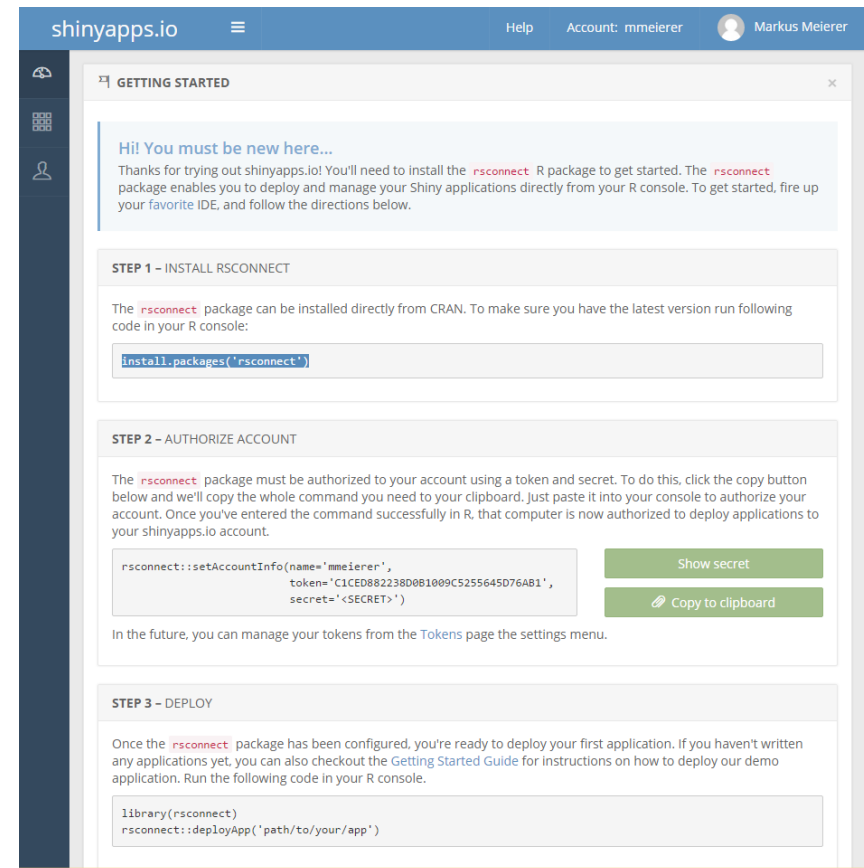 shinyapps.io
Help
Account: mmeierer
Markus Meierer
GETTING STARTED
×
Hi! You must be new here...
Thanks for trying out shinyapps.io! You'll need to install the rsconnect R package to get started. The rsconnect
package enables you to deploy and manage your Shiny applications directly from your R console. To get started, fire up
your favorite IDE, and follow the directions below.
STEP 1 – INSTALL RSCONNECT
The rsconnect package can be installed directly from CRAN. To make sure you have the latest version run following
code in your R console:
install.packages('rsconnect')
STEP 2 – AUTHORIZE ACCOUNT
The rsconnect package must be authorized to your account using a token and secret. To do this, click the copy button
below and we'll copy the whole command you need to your clipboard. Just paste it into your console to authorize your
account. Once you've entered the command successfully in R, that computer is now authorized to deploy applications to
your shinyapps.io account.
rsconnect::setAccountInfo(name='mmeierer',
token='C1CED882238D0B1009C5255645D76AB1',
secret='<SECRET>')
Show secret
Copy to clipboard
In the future, you can manage your tokens from the Tokens page the settings menu.
STEP 3 – DEPLOY
Once the rsconnect package has been configured, you're ready to deploy your first application. If you haven't written
any applications yet, you can also checkout the Getting Started Guide for instructions on how to deploy our demo
application. Run the following code in your R console.
library(rsconnect)
rsconnect::deployApp('path/to/your/app')